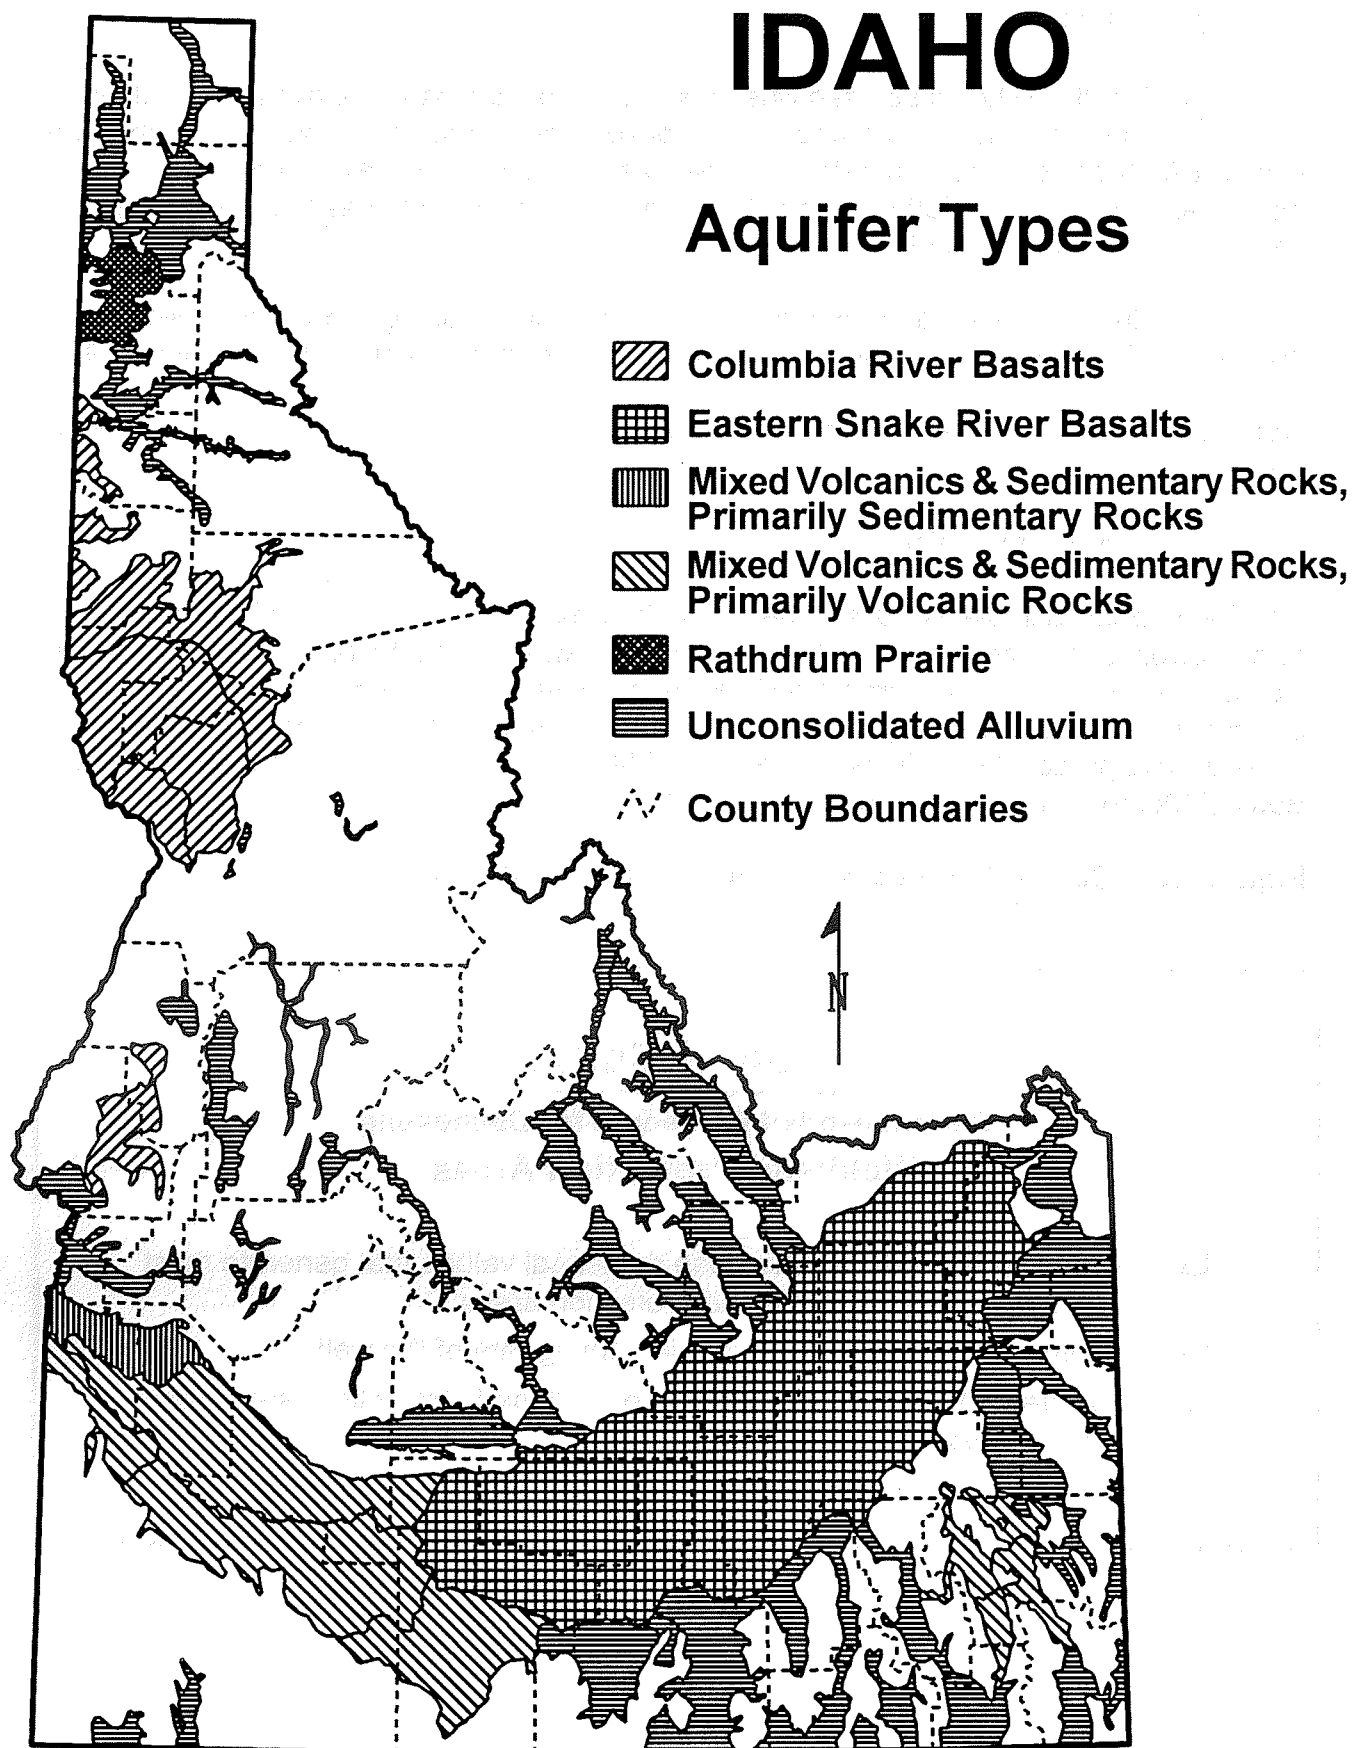 IDAHO
Aquifer Types
Columbia River Basalts
Eastern Snake River Basalts
Mixed Volcanics & Sedimentary Rocks,
Primarily Sedimentary Rocks
Mixed Volcanics & Sedimentary Rocks,
Primarily Volcanic Rocks
Rathdrum Prairie
Unconsolidated Alluvium
County Boundaries
N